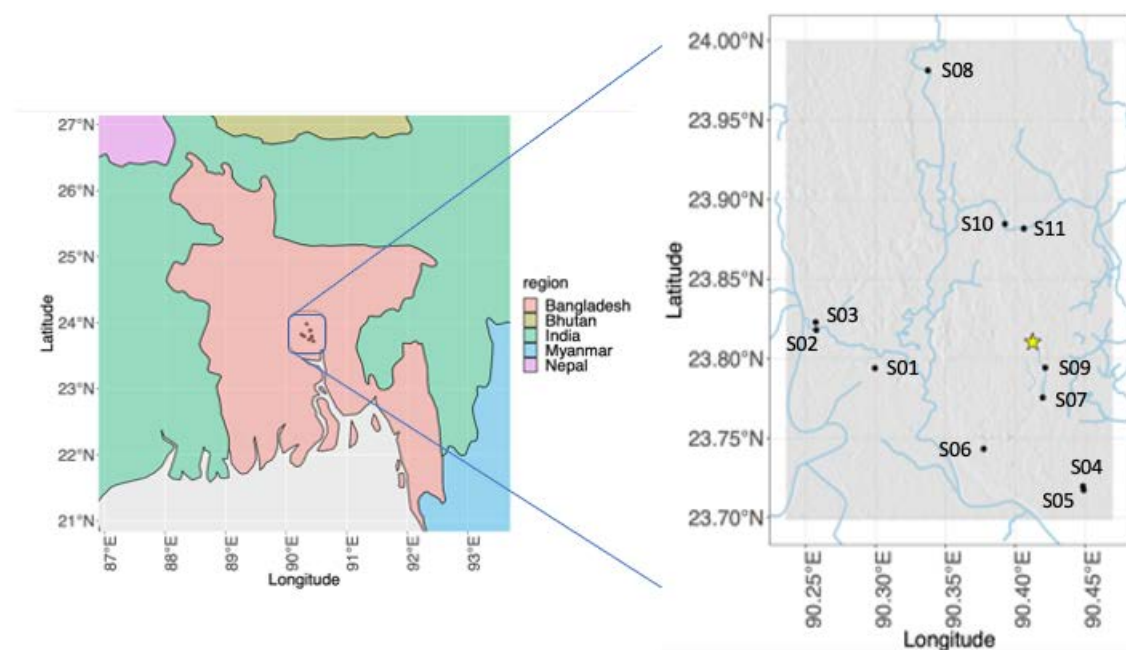 27°N
26°N
25°N
24°N
23°N
22°N
21°N
Latitude
87°E
88°E
89°E
90°E
91°E
92°E
93°E
Longitude
region
Bangladesh
Bhutan
India
Myanmar
Nepal
24.00°N
23.95°N
23.90°N
23.85°N
23.80°N
23.75°N
23.70°N
Latitude
S08
S10
S11
S03
S02
S01
S09
S07
S06
S04
S05
90.25°E
90.30°E
90.35°E
90.40°E
90.45°E
Longitude